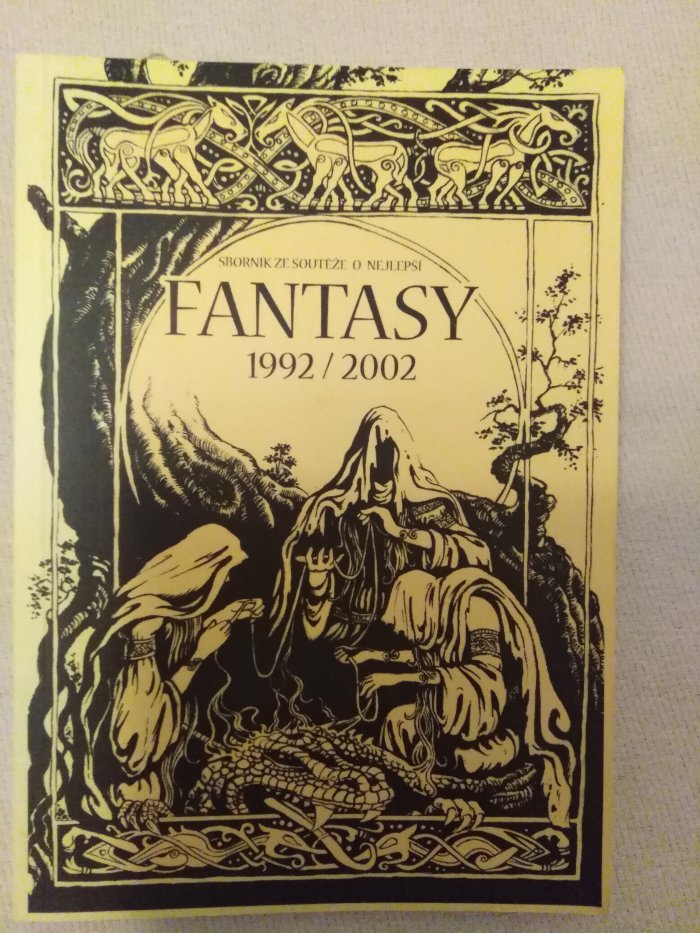 SBORNÍK ZE SOUTĚŽE O NEJLEPŠÍ
FANTASY
1992 / 2002